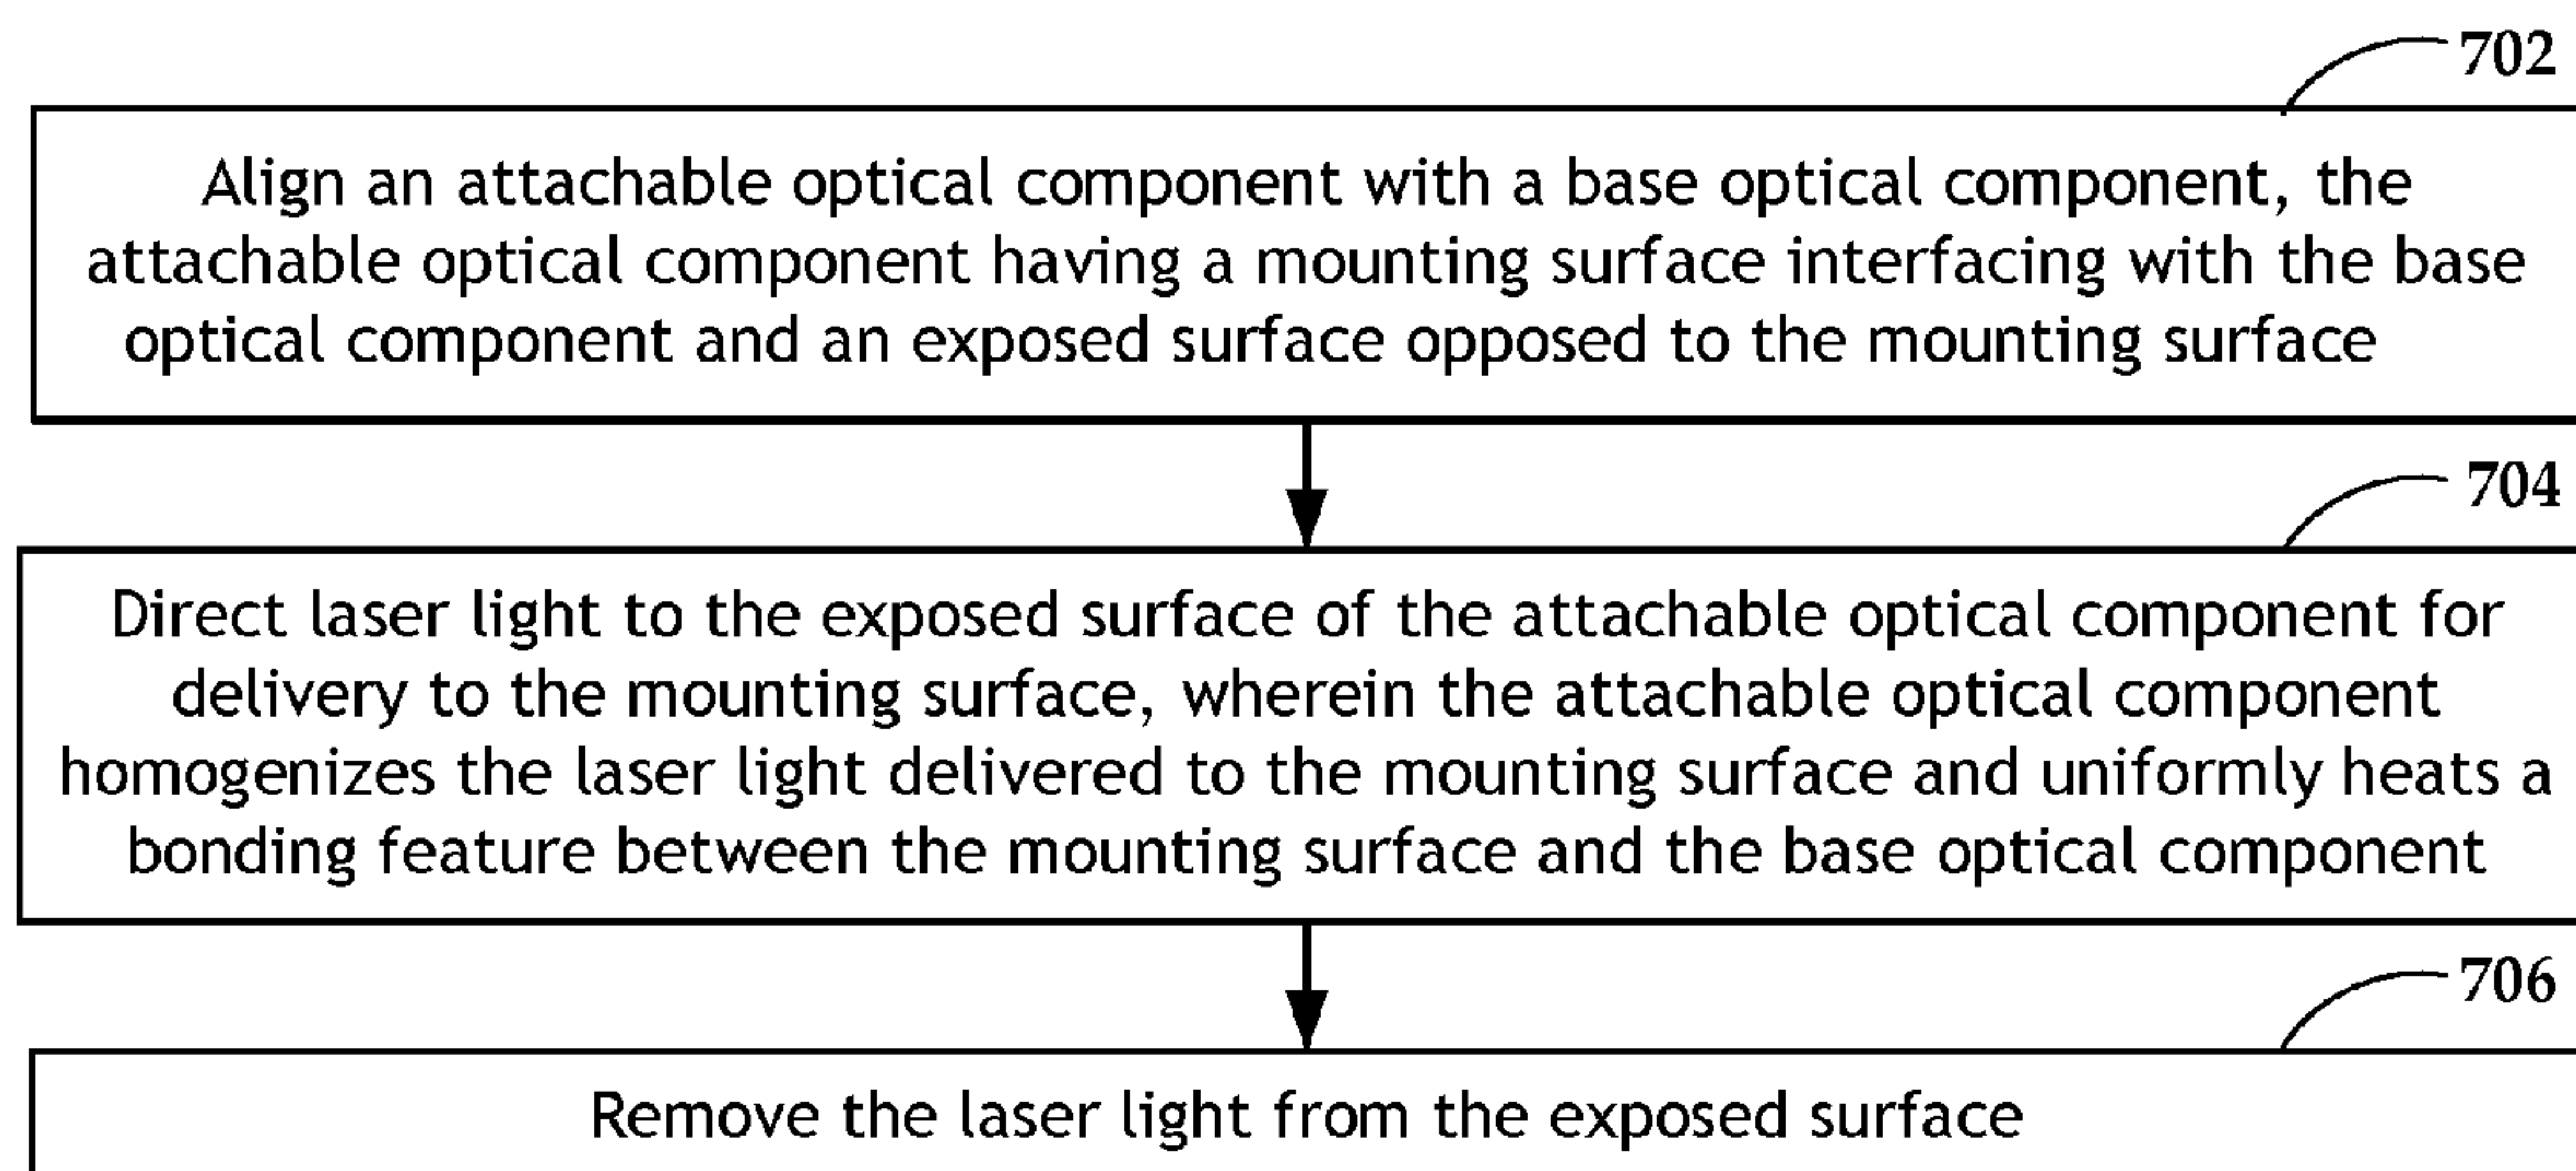 702
Align an attachable optical component with a base optical component, the
attachable optical component having a mounting surface interfacing with the base
optical component and an exposed surface opposed to the mounting surface
704
Direct laser light to the exposed surface of the attachable optical component for
delivery to the mounting surface, wherein the attachable optical component
homogenizes the laser light delivered to the mounting surface and uniformly heats a
bonding feature between the mounting surface and the base optical component
706
Remove the laser light from the exposed surface